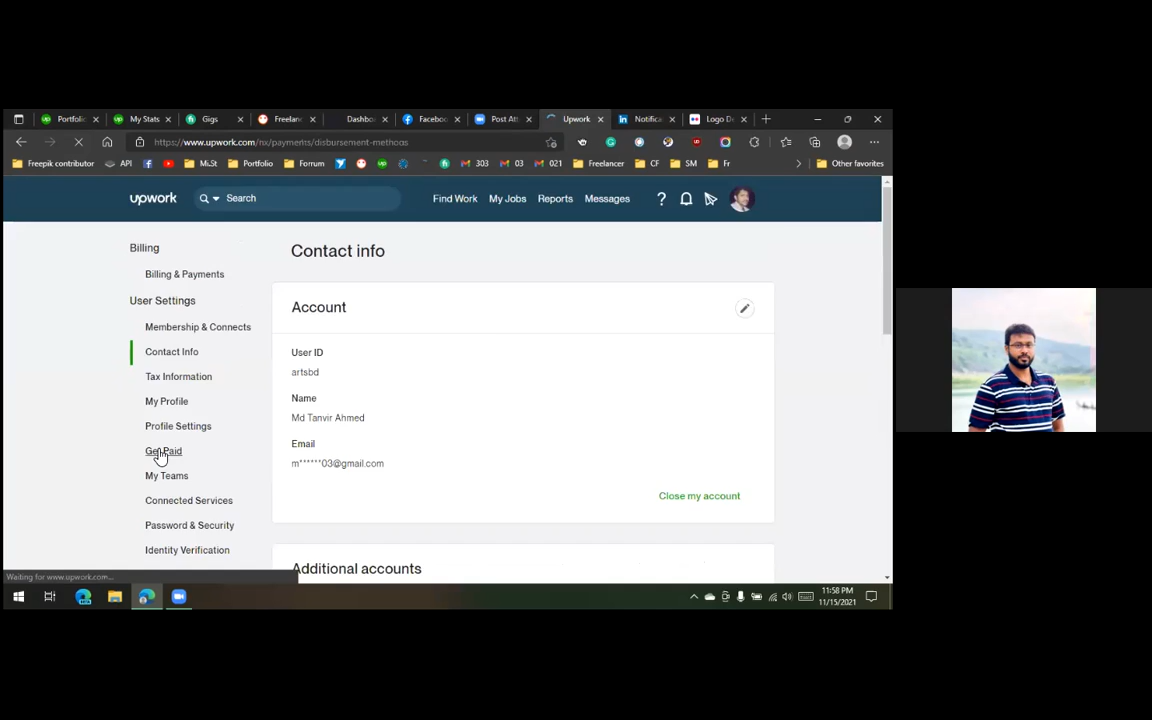 Portfolio
My Stats
Gigs
Freelan
Dashbo
Facebo
Post Att
Upwork
Notifica
Logo De
https://www.upwork.com/nx/payments/disbursement-methods
Freepik contributor
API
Mi.St
Portfolio
Forrum
303
03
021
Freelancer
CF
SM
Fr
Other favorites
upwork
Search
Find Work
My Jobs
Reports
Messages
?
Billing
Billing & Payments
User Settings
Membership & Connects
Contact Info
Tax Information
My Profile
Profile Settings
Get Paid
My Teams
Connected Services
Password & Security
Identity Verification
Contact info
Account
User ID
artsbd
Name
Md Tanvir Ahmed
Email
m******03@gmail.com
Close my account
Additional accounts
Waiting for www.upwork.com...
11:58 PM
11/15/2021